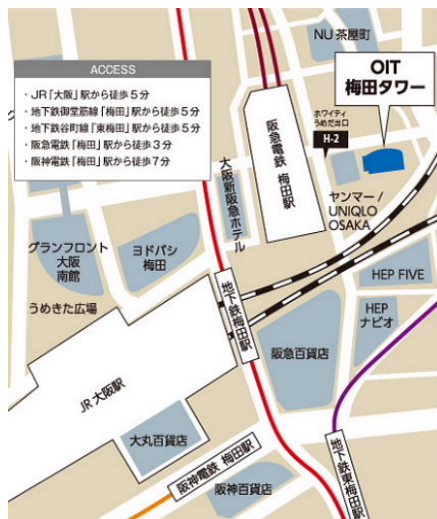 NU 茶屋町
ACCESS
・JR「大阪」駅から徒歩5分
・地下鉄御堂筋線「梅田」駅から徒歩5分
・地下鉄谷町線「東梅田」駅から徒歩5分
・阪急電鉄「梅田」駅から徒歩3分
・阪神電鉄「梅田」駅から徒歩7分
OIT
梅田タワー
ホワイティ
うめだ出口
H-2
阪急電鉄 梅田駅
大阪新阪急ホテル
ヤンマー/
UNIQLO
OSAKA
グランフロント
大阪
南館
ヨドバシ
梅田
うめきた広場
地下鉄梅田駅
HEP FIVE
HEP
ナビオ
阪急百貨店
JR 大阪駅
大丸百貨店
阪神電鉄 梅田駅
阪神百貨店
地下鉄東梅田駅